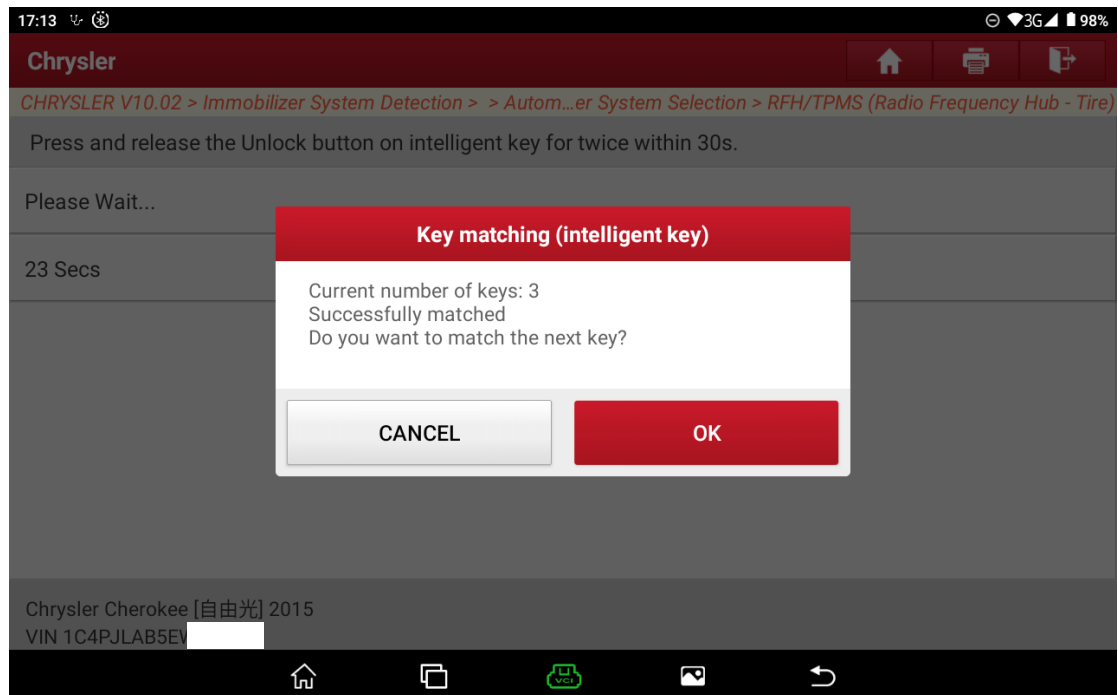 17:13
3G 98%
Chrysler
CHRYSLER V10.02 > Immobilizer System Detection > > Autom...er System Selection > RFH/TPMS (Radio Frequency Hub - Tire)
Press and release the Unlock button on intelligent key for twice within 30s.
Please Wait...
23 Secs
Key matching (intelligent key)
Current number of keys: 3
Successfully matched
Do you want to match the next key?
CANCEL
OK
Chrysler Cherokee [自由光] 2015
VIN 1C4PJLAB5EW
VCI